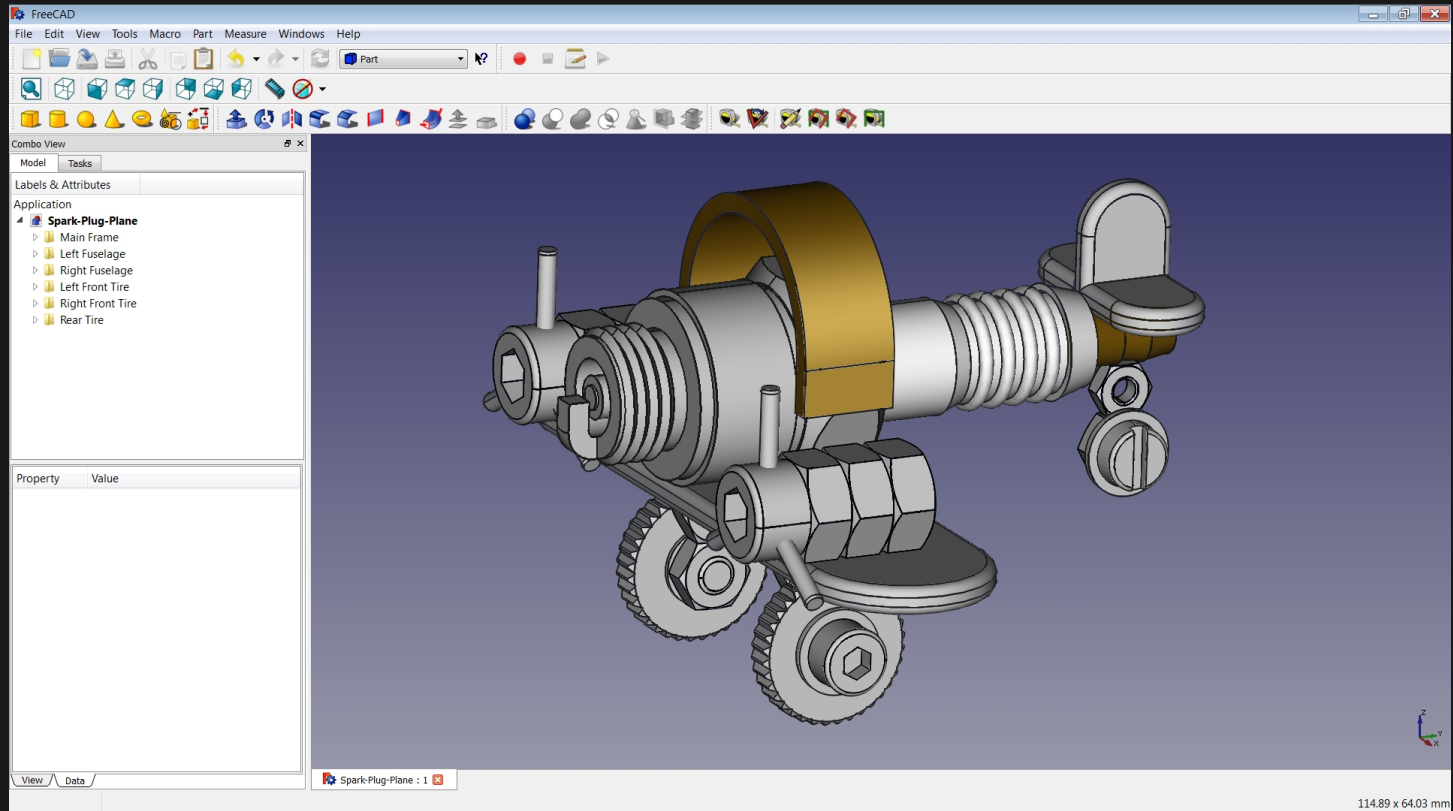 FreeCAD
File Edit View Tools Macro Part Measure Windows Help
Part
Combo View
Model Tasks
Labels & Attributes
Application
Spark-Plug-Plane
Main Frame
Left Fuselage
Right Fuselage
Left Front Tire
Right Front Tire
Rear Tire
Property Value
View Data
Spark-Plug-Plane : 1
Z
Y
X
114.89 x 64.03 mm